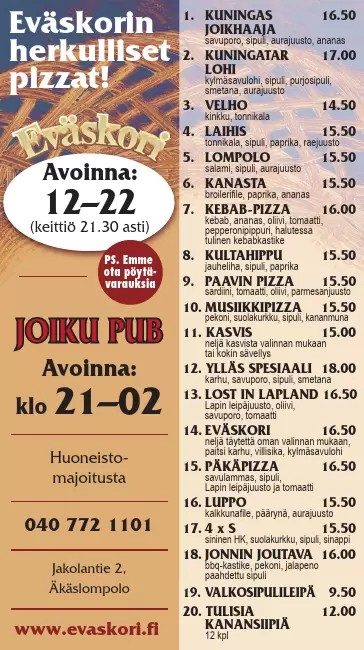 Eväskorin
herkulliset
pizzat!
Eväskori
Avoinna:
12–22
(keittiö 21.30 asti)
PS. Emme
ota pöytä-
varauksia
JOIKU PUB
Avoinna:
klo 21–02
Huoneisto-
majoitusta
040 772 1101
Jakolantie 2,
Äkäslompolo
www.evaskori.fi
1. KUNINGAS 16.50
JOIKHAAJA
savuporo, sipuli, aurajuusto, ananas
2. KUNINGATAR 17.00
LOHI
kylmäsavulohi, sipuli, purjosipuli,
smetana, aurajuusto
3. VELHO 14.50
kinkku, tonnikala
4. LAIHIS 15.50
tonnikala, sipuli, paprika, raejuusto
5. LOMPOLO 15.50
salami, sipuli, aurajuusto
6. KANASTA 15.50
broilerifile, paprika, ananas
7. KEBAB-PIZZA 16.00
kebab, ananas, oliivi, tomaatti,
pepperonipippuri, halutessa
tulinen kebabkastike
8. KULTAHIPPU 15.50
jauheliha, sipuli, paprika
9. PAAVIN PIZZA 15.50
sardiini, tomaatti, oliivi, parmesanjuusto
10. MUSIIKKIPIZZA 15.50
pekoni, suolakurkku, sipuli, kananmuna
11. KASVIS 15.00
neljä kasvista valinnan mukaan
tai kokin sävellys
12. YLLÄS SPESIAALI 18.00
karhu, savuporo, sipuli, smetana
13. LOST IN LAPLAND 16.50
Lapin leipäjuusto, oliivi,
savuporo, tomaatti
14. EVÄSKORI 16.50
neljä täytettä oman valinnan mukaan,
paitsi karhu, villisika, kylmäsavulohi
15. PÄKÄPIZZA 16.50
savulammas, sipuli,
Lapin leipäjuusto ja tomaatti
16. LUPPO 15.50
kalkkunafile, päärynä, aurajuusto
17. 4 x S 15.50
sininen HK, suolakurkku, sipuli, sinappi
18. JONNIN JOUTAVA 16.00
bbq-kastike, pekoni, jalapeno
paahdettu sipuli
19. VALKOSIPULILEIPÄ 9.50
20. TULISIA 12.00
KANANSIIPIÄ
12 kpl